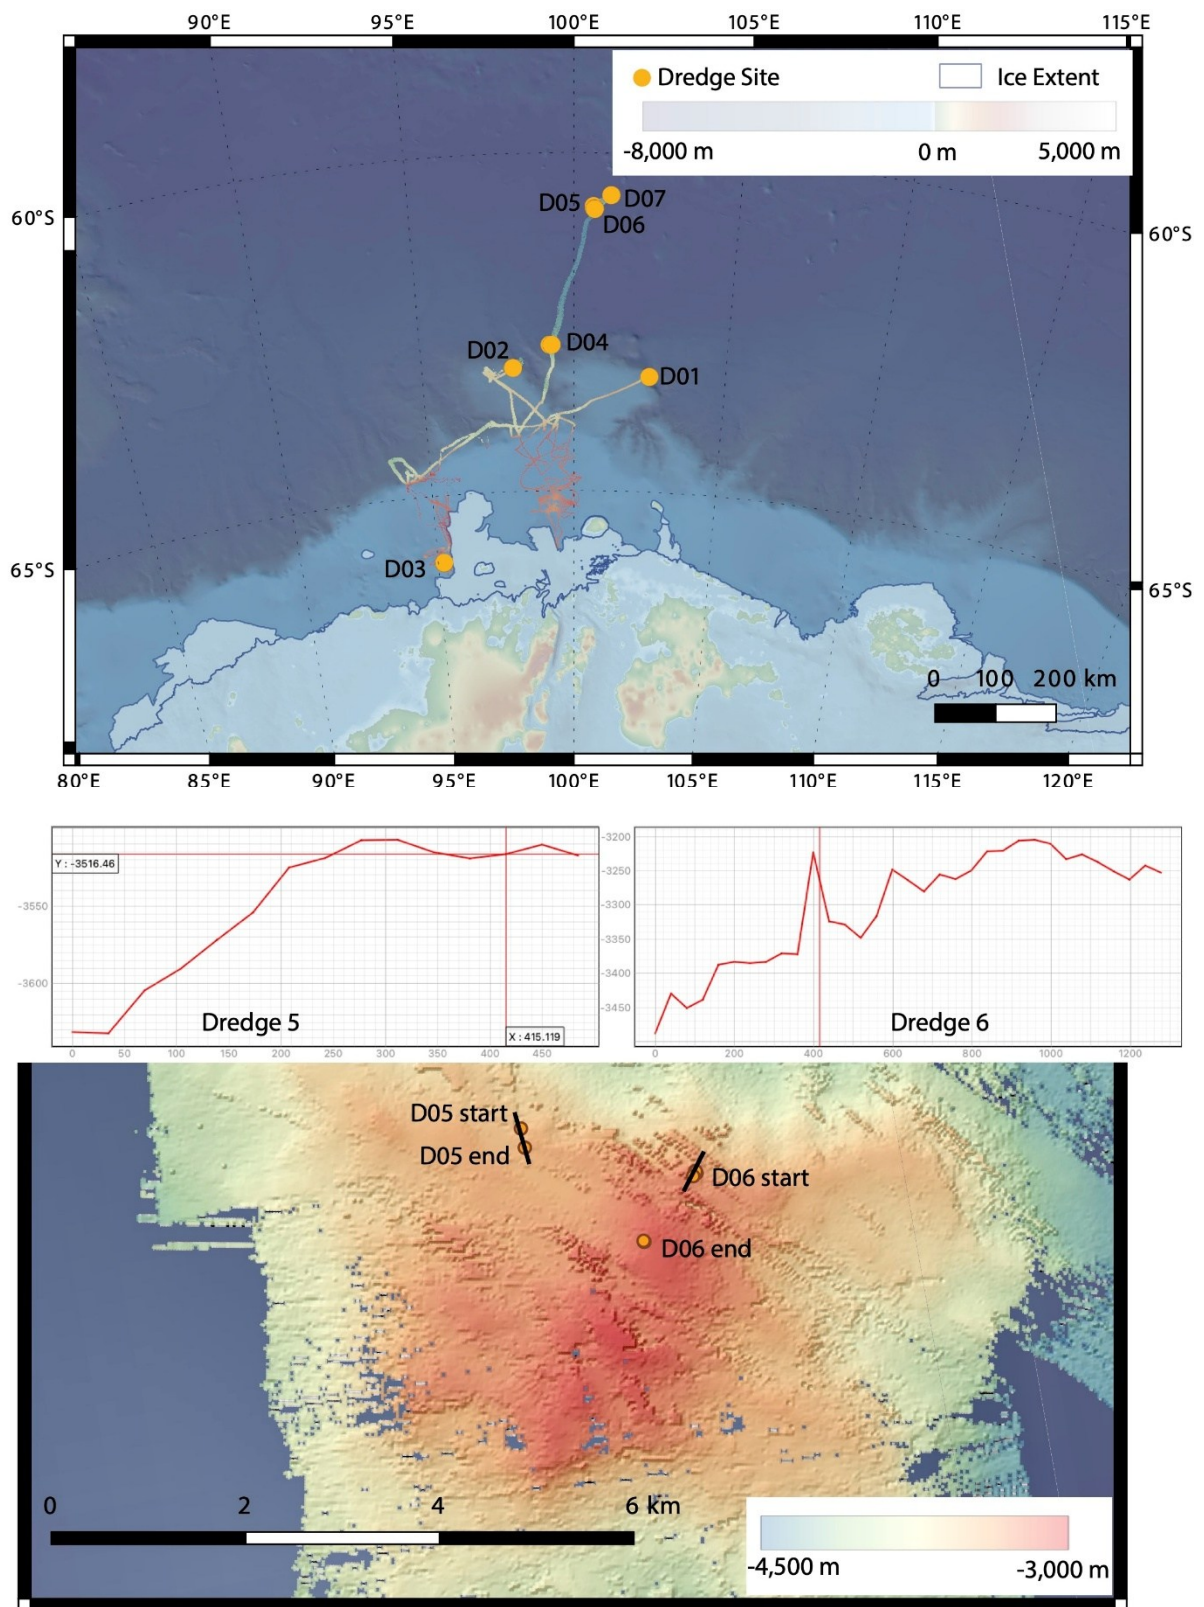 90°E 95°E 100°E 105°E 110°E 115°E
Dredge Site Ice Extent
-8,000 m 0 m 5,000 m
D05 D07
60°S D06 60°S
D04
D02
D01
D03
65°S 65°S
0 100 200 km
80°E 85°E 90°E 95°E 100°E 105°E 110°E 115°E 120°E
Y : -3516.46
-3550
-3600
Dredge 5
X : 415.119
0 50 100 150 200 250 300 350 400 450
-3200
-3250
-3300
-3350
-3400
-3450
Dredge 6
0 200 400 600 800 1000 1200
D05 start
D05 end
D06 start
D06 end
0 2 4 6 km
-4,500 m -3,000 m